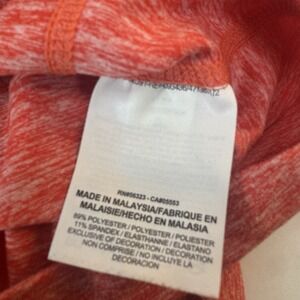 RN#56323 - CA#05553
MADE IN MALAYSIA/FABRIQUE EN
MALAISIE/HECHO EN MALASIA
89% POLYESTER / POLYESTER / POLIESTER
11% SPANDEX / ELASTHANNE / ELASTANO
EXCLUSIVE OF DECORATION / DECORATION
NON COMPRISE / NO INCLUYE LA
DECORACION